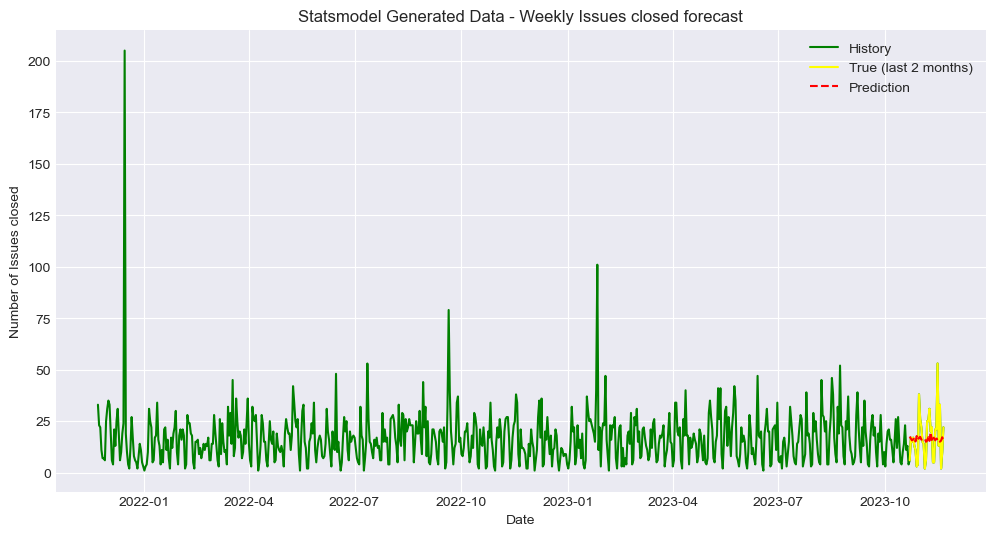 Statsmodel Generated Data - Weekly Issues closed forecast
History
True (last 2 months)
Prediction
Number of Issues closed
200
175
150
125
100
75
50
25
0
2022-01
2022-04
2022-07
2022-10
2023-01
2023-04
2023-07
2023-10
Date